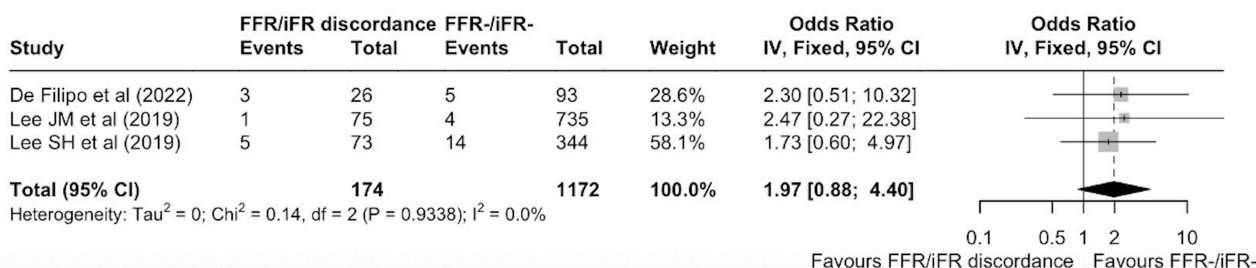 FFR/iFR discordance FFR-/iFR- Odds Ratio Odds Ratio
Study Events Total Events Total Weight IV, Fixed, 95% CI IV, Fixed, 95% CI
De Filipo et al (2022) 3 26 5 93 28.6% 2.30 [0.51; 10.32]
Lee JM et al (2019) 1 75 4 735 13.3% 2.47 [0.27; 22.38]
Lee SH et al (2019) 5 73 14 344 58.1% 1.73 [0.60; 4.97]
Total (95% CI) 174 1172 100.0% 1.97 [0.88; 4.40]
Heterogeneity: Tau² = 0; Chi² = 0.14, df = 2 (P = 0.9338); I² = 0.0%
0.1 0.5 1 2 10
Favours FFR/iFR discordance Favours FFR-/iFR-